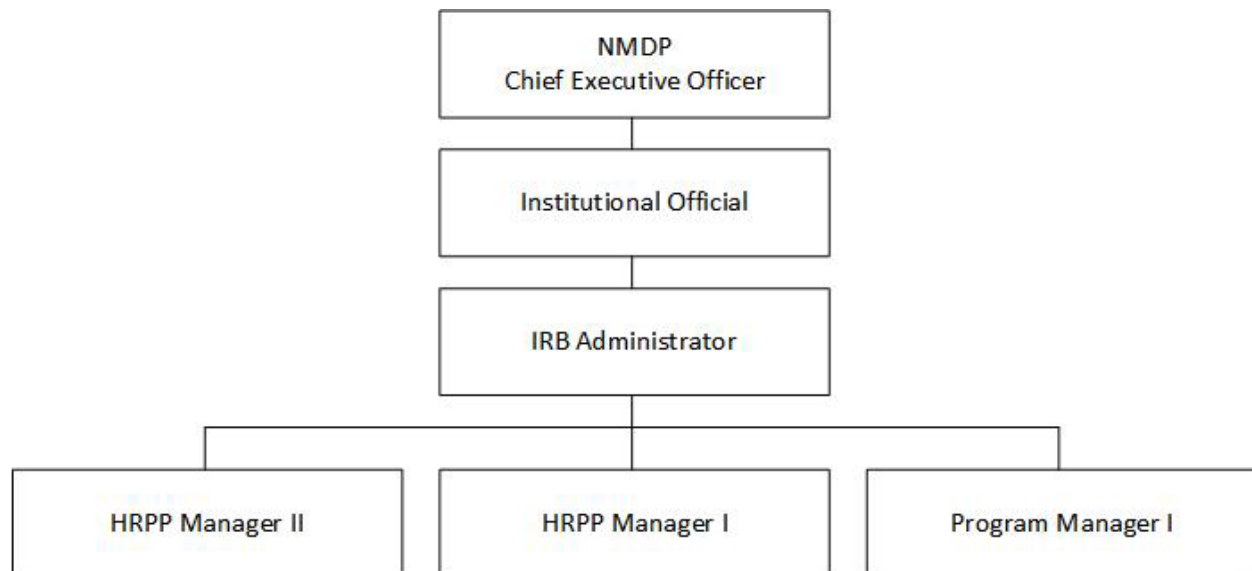 NMDP
Chief Executive Officer
Institutional Official
IRB Administrator
HRPP Manager II
HRPP Manager I
Program Manager I